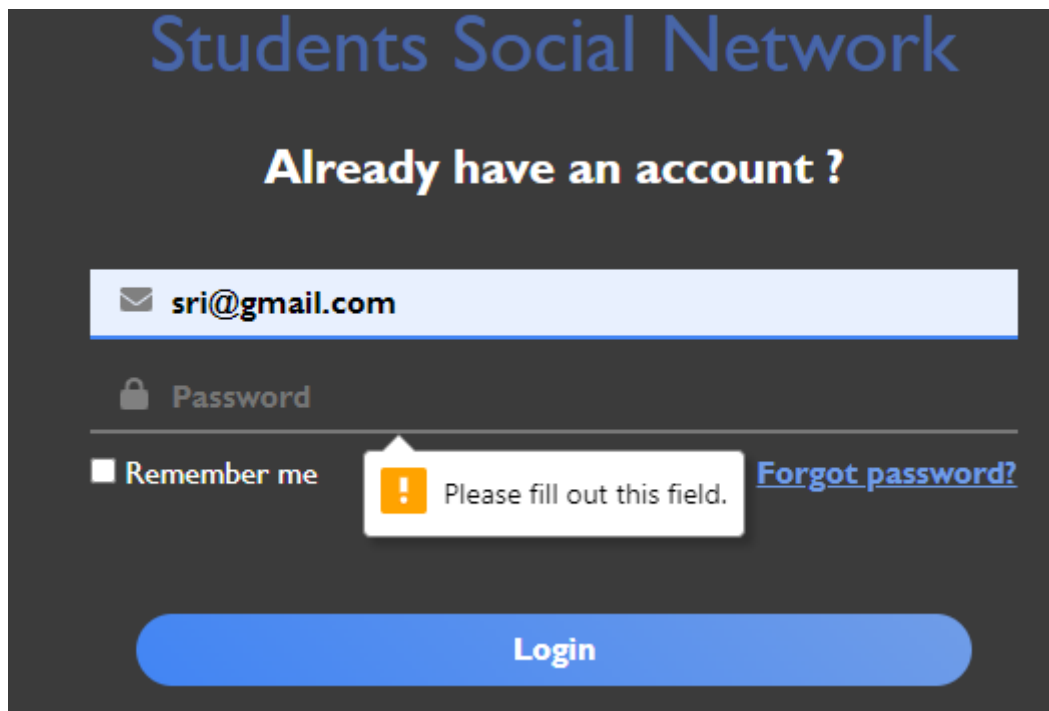 Students Social Network
Already have an account ?
sri@gmail.com
Password
Remember me
Please fill out this field.
Forgot password?
Login